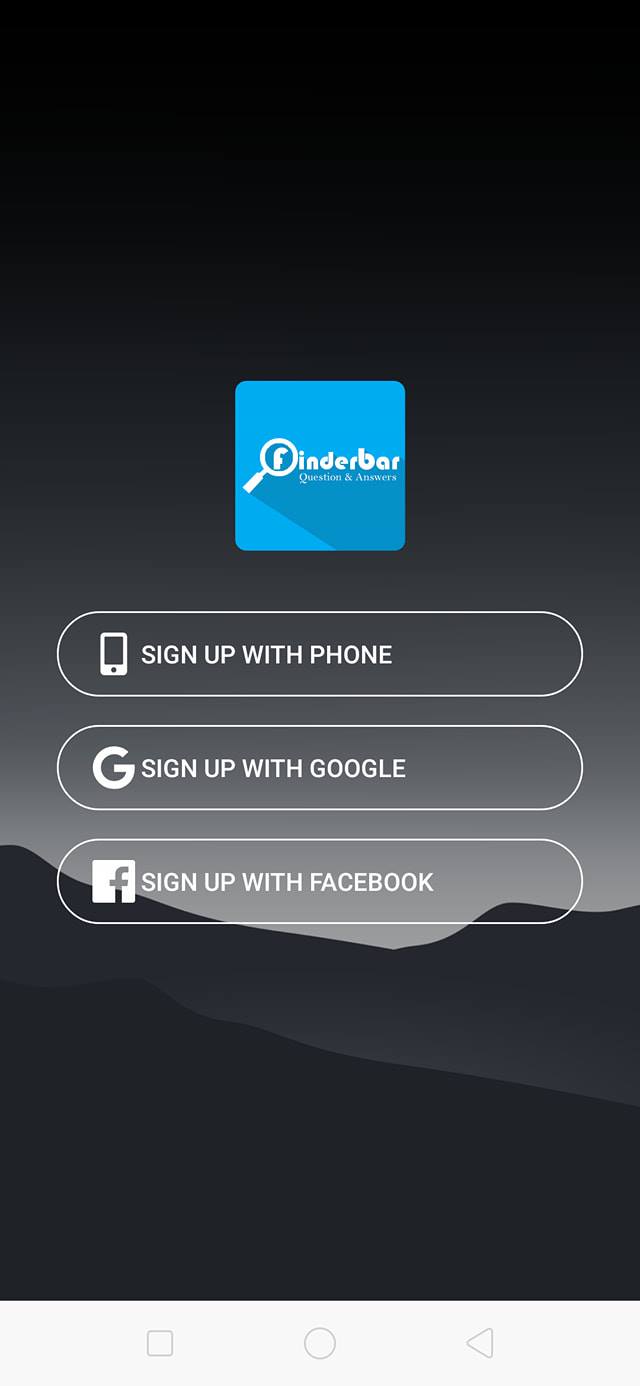 Finderbar
Question & Answers
SIGN UP WITH PHONE
SIGN UP WITH GOOGLE
SIGN UP WITH FACEBOOK